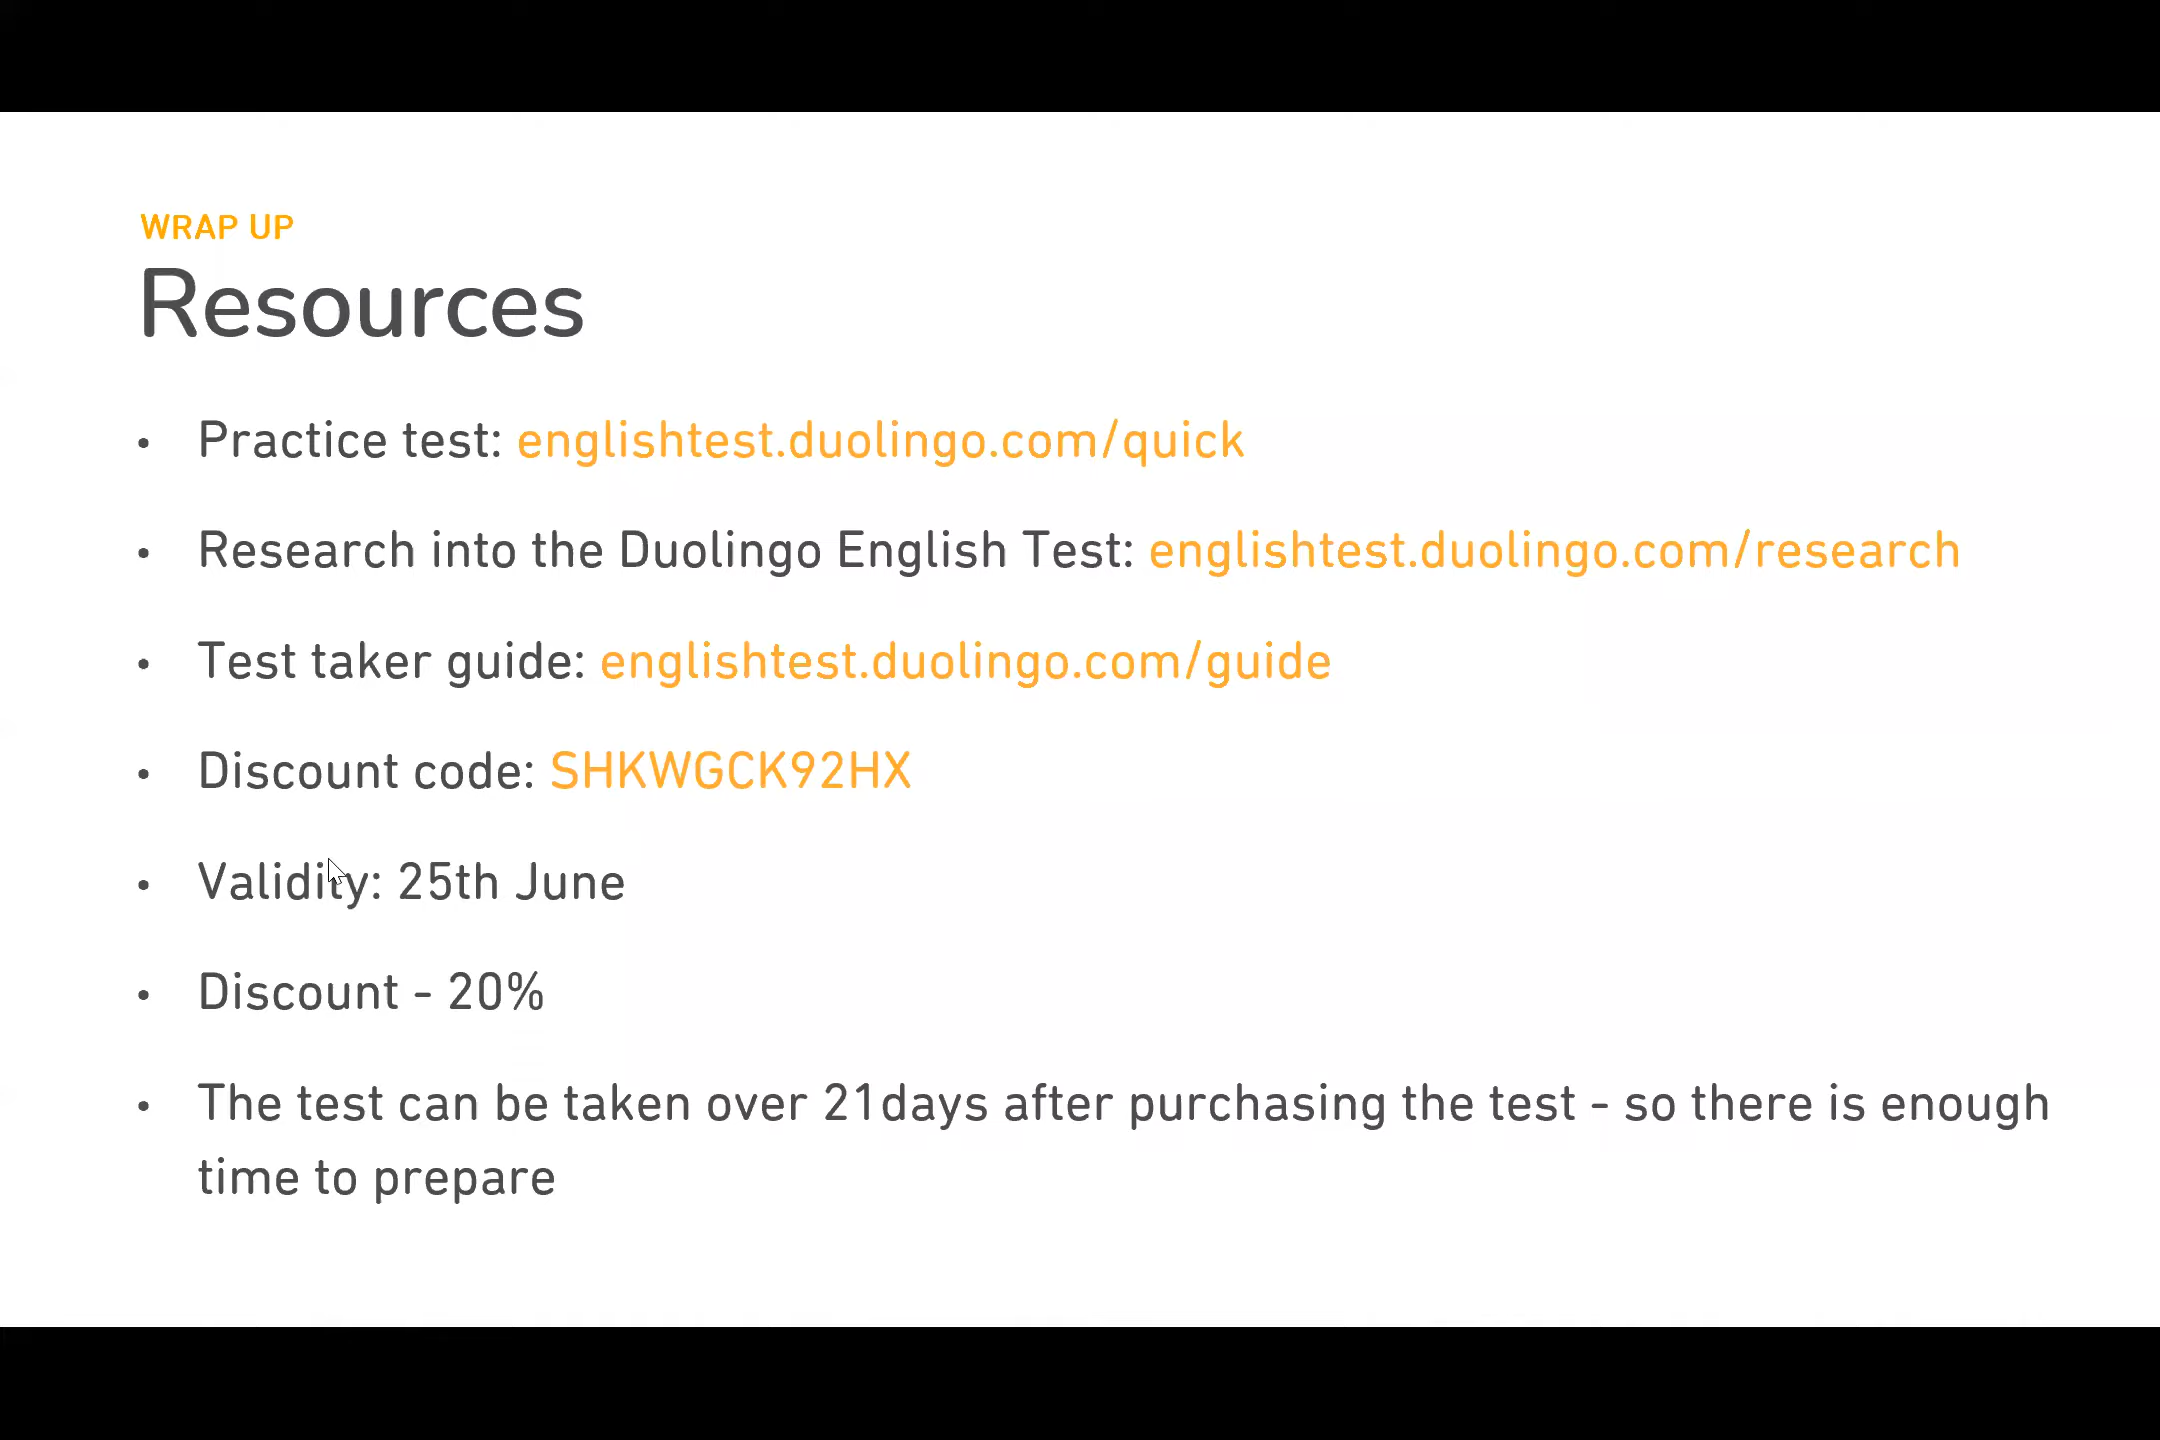 WRAP UP
Resources
• Practice test: englishtest.duolingo.com/quick
• Research into the Duolingo English Test: englishtest.duolingo.com/research
• Test taker guide: englishtest.duolingo.com/guide
• Discount code: SHKWGCK92HX
• Validity: 25th June
• Discount - 20%
• The test can be taken over 21days after purchasing the test - so there is enough
time to prepare